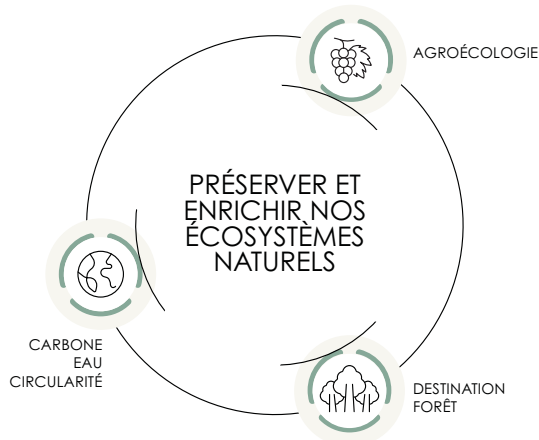 AGROÉCOLOGIE
PRÉSERVER ET
ENRICHIR NOS
ÉCOSYSTÈMES
NATURELS
CARBONE
EAU
CIRCULARITÉ
DESTINATION
FORÊT